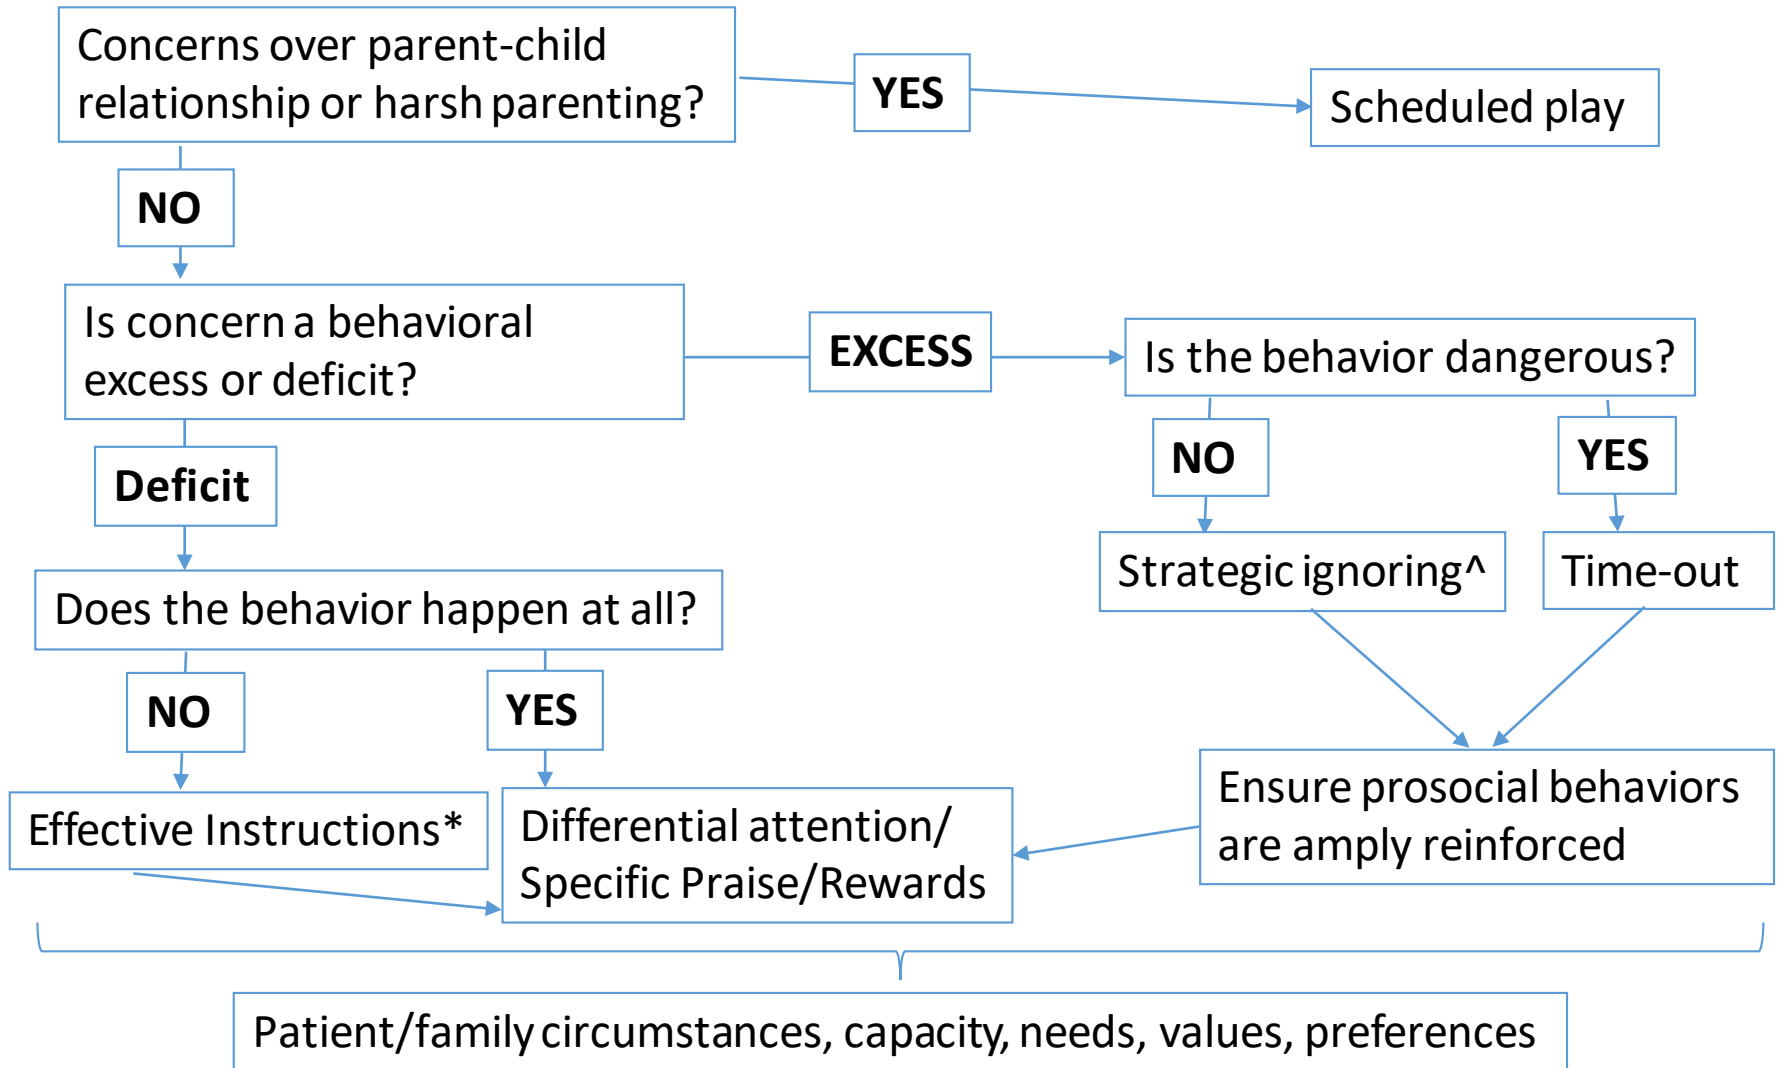 Concerns over parent-child
relationship or harsh parenting?
YES
Scheduled play
NO
Is concern a behavioral
excess or deficit?
EXCESS
Is the behavior dangerous?
Deficit
NO
YES
Strategic ignoring^
Time-out
Does the behavior happen at all?
NO
YES
Effective Instructions*
Differential attention/
Specific Praise/Rewards
Ensure prosocial behaviors
are amply reinforced
Patient/family circumstances, capacity, needs, values, preferences